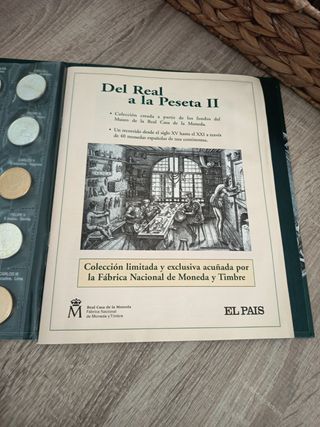 Del Real
a la Peseta II
• Colección creada a partir de los fondos del
Museo de la Real Casa de la Moneda.
• Un recorrido desde el siglo XV hasta el XXI a través
de 40 monedas españolas de tres continentes.
Colección limitada y exclusiva acuñada por
la Fábrica Nacional de Moneda y Timbre
M
Real Casa de la Moneda
Fábrica Nacional
de Moneda y Timbre
EL PAIS